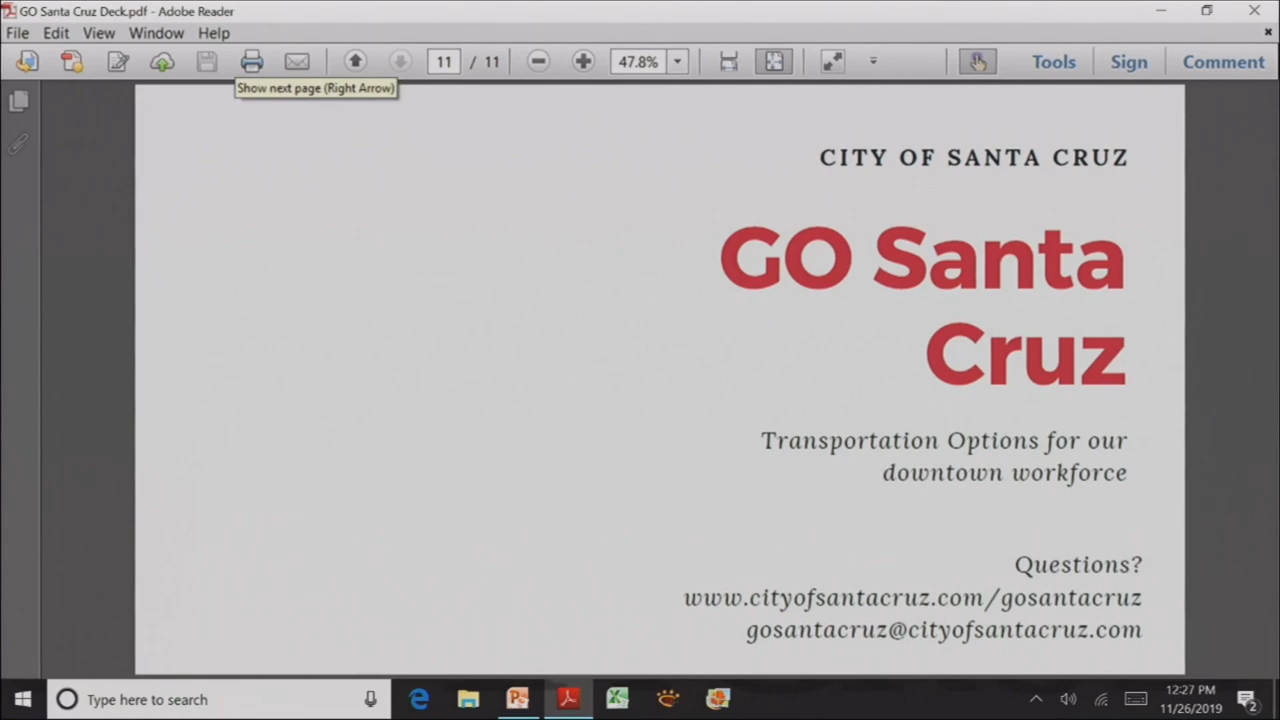 GO Santa Cruz Deck.pdf - Adobe Reader
File Edit View Window Help
11 / 11 47.8% Tools Sign Comment
Show next page (Right Arrow)
CITY OF SANTA CRUZ
GO Santa
Cruz
Transportation Options for our
downtown workforce
Questions?
www.cityofsantacruz.com/gosantacruz
gosantacruz@cityofsantacruz.com
Type here to search
12:27 PM
11/26/2019
2